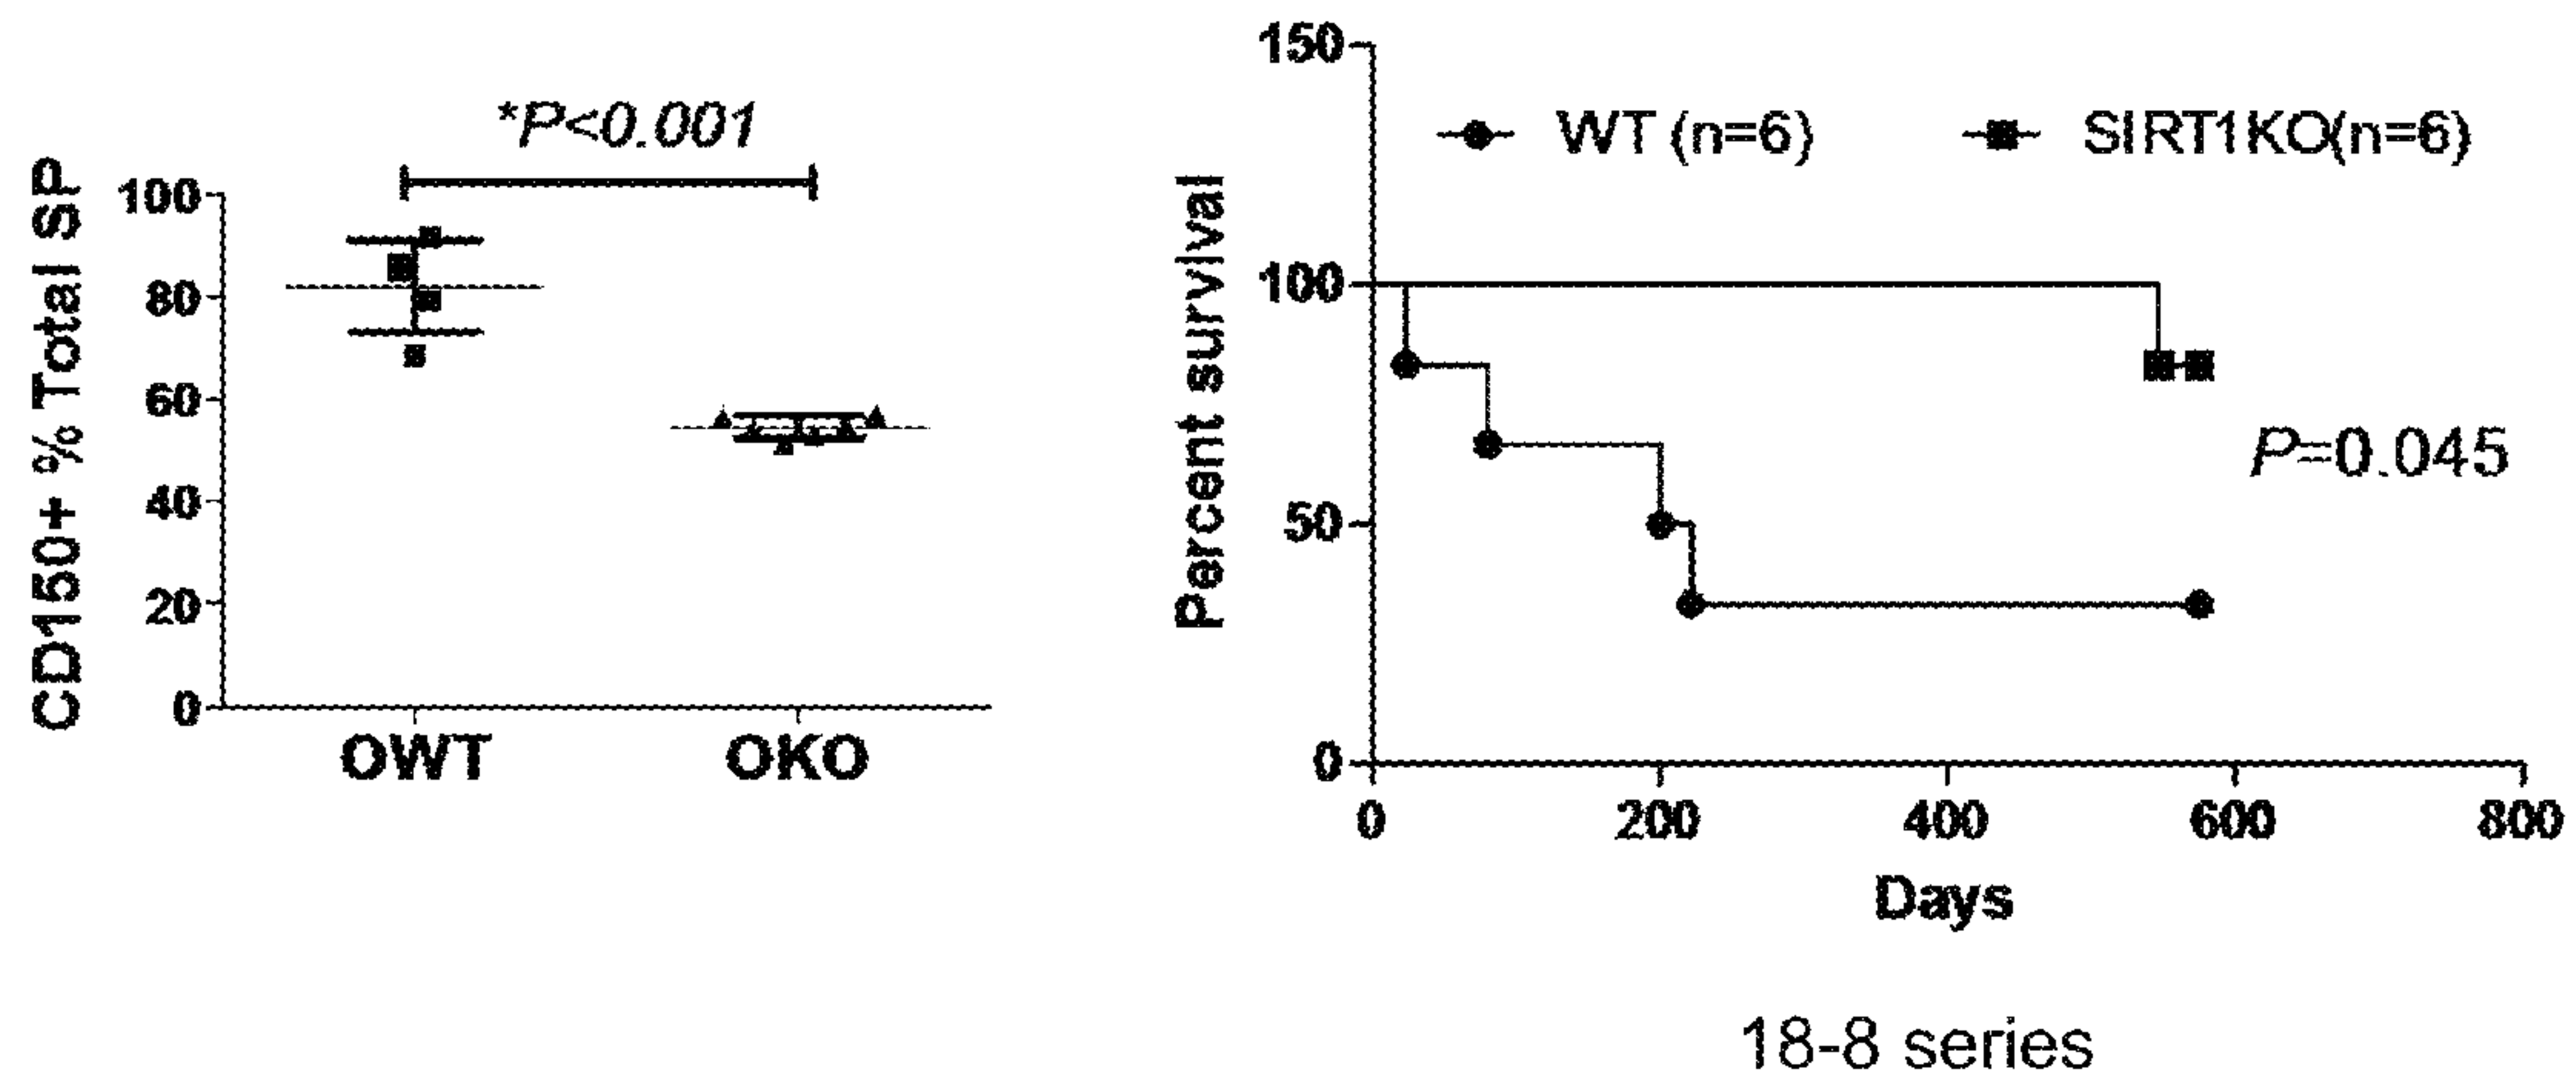 *P<0.001
CD150+ % Total SP
100
80
60
40
20
0
OWT
OKO
150
100
50
0
WT (n=6)
SIRT1KO(n=6)
Percent survival
P=0.045
0
200
400
600
800
Days
18-8 series